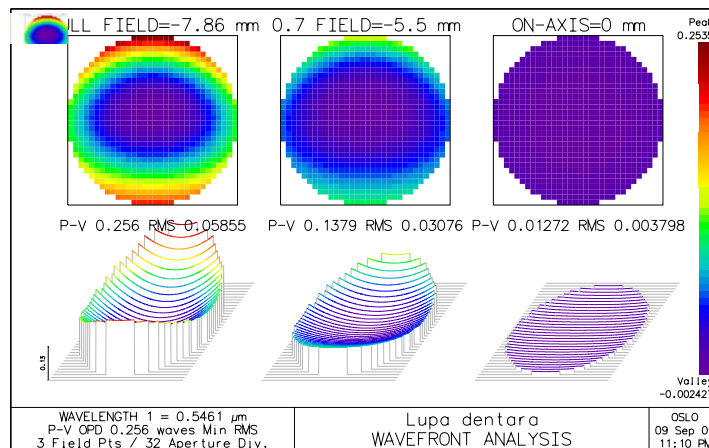 LL FIELD=-7.86 mm 0.7 FIELD=-5.5 mm ON-AXIS=0 mm
Peak
0.2535
P-V 0.256 RMS 0.05855 P-V 0.1379 RMS 0.03076 P-V 0.01272 RMS 0.003798
0.13
Valley
-0.002427
WAVELENGTH 1 = 0.5461 µm
P-V OPD 0.256 waves Min RMS
3 Field Pts / 32 Aperture Div.
Lupa dentara
WAVEFRONT ANALYSIS
OSLO
09 Sep 0
11:10 PM